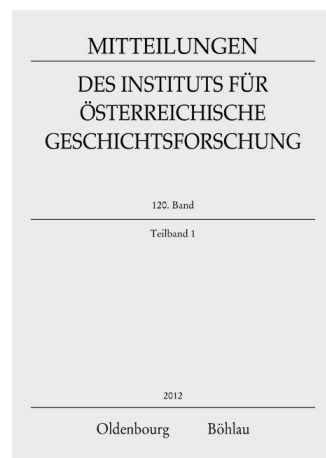 MITTEILUNGEN
DES INSTITUTS FÜR
ÖSTERREICHISCHE
GESCHICHTSFORSCHUNG
120. Band
Teilband 1
2012
Oldenbourg Böhlau